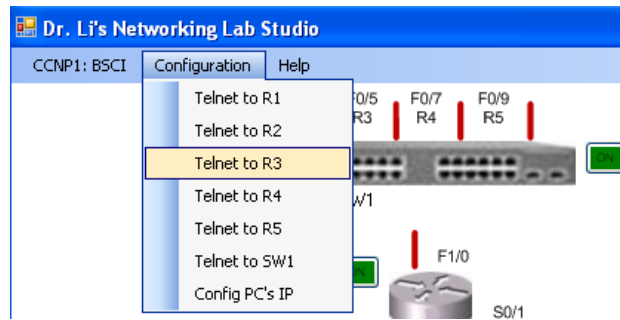 Dr. Li's Networking Lab Studio
CCNP1: BSCI Configuration Help
Telnet to R1
Telnet to R2
Telnet to R3
Telnet to R4
Telnet to R5
Telnet to SW1
Config PC's IP
F0/5 F0/7 F0/9
R3 R4 R5
ON
W1
F1/0
S0/1